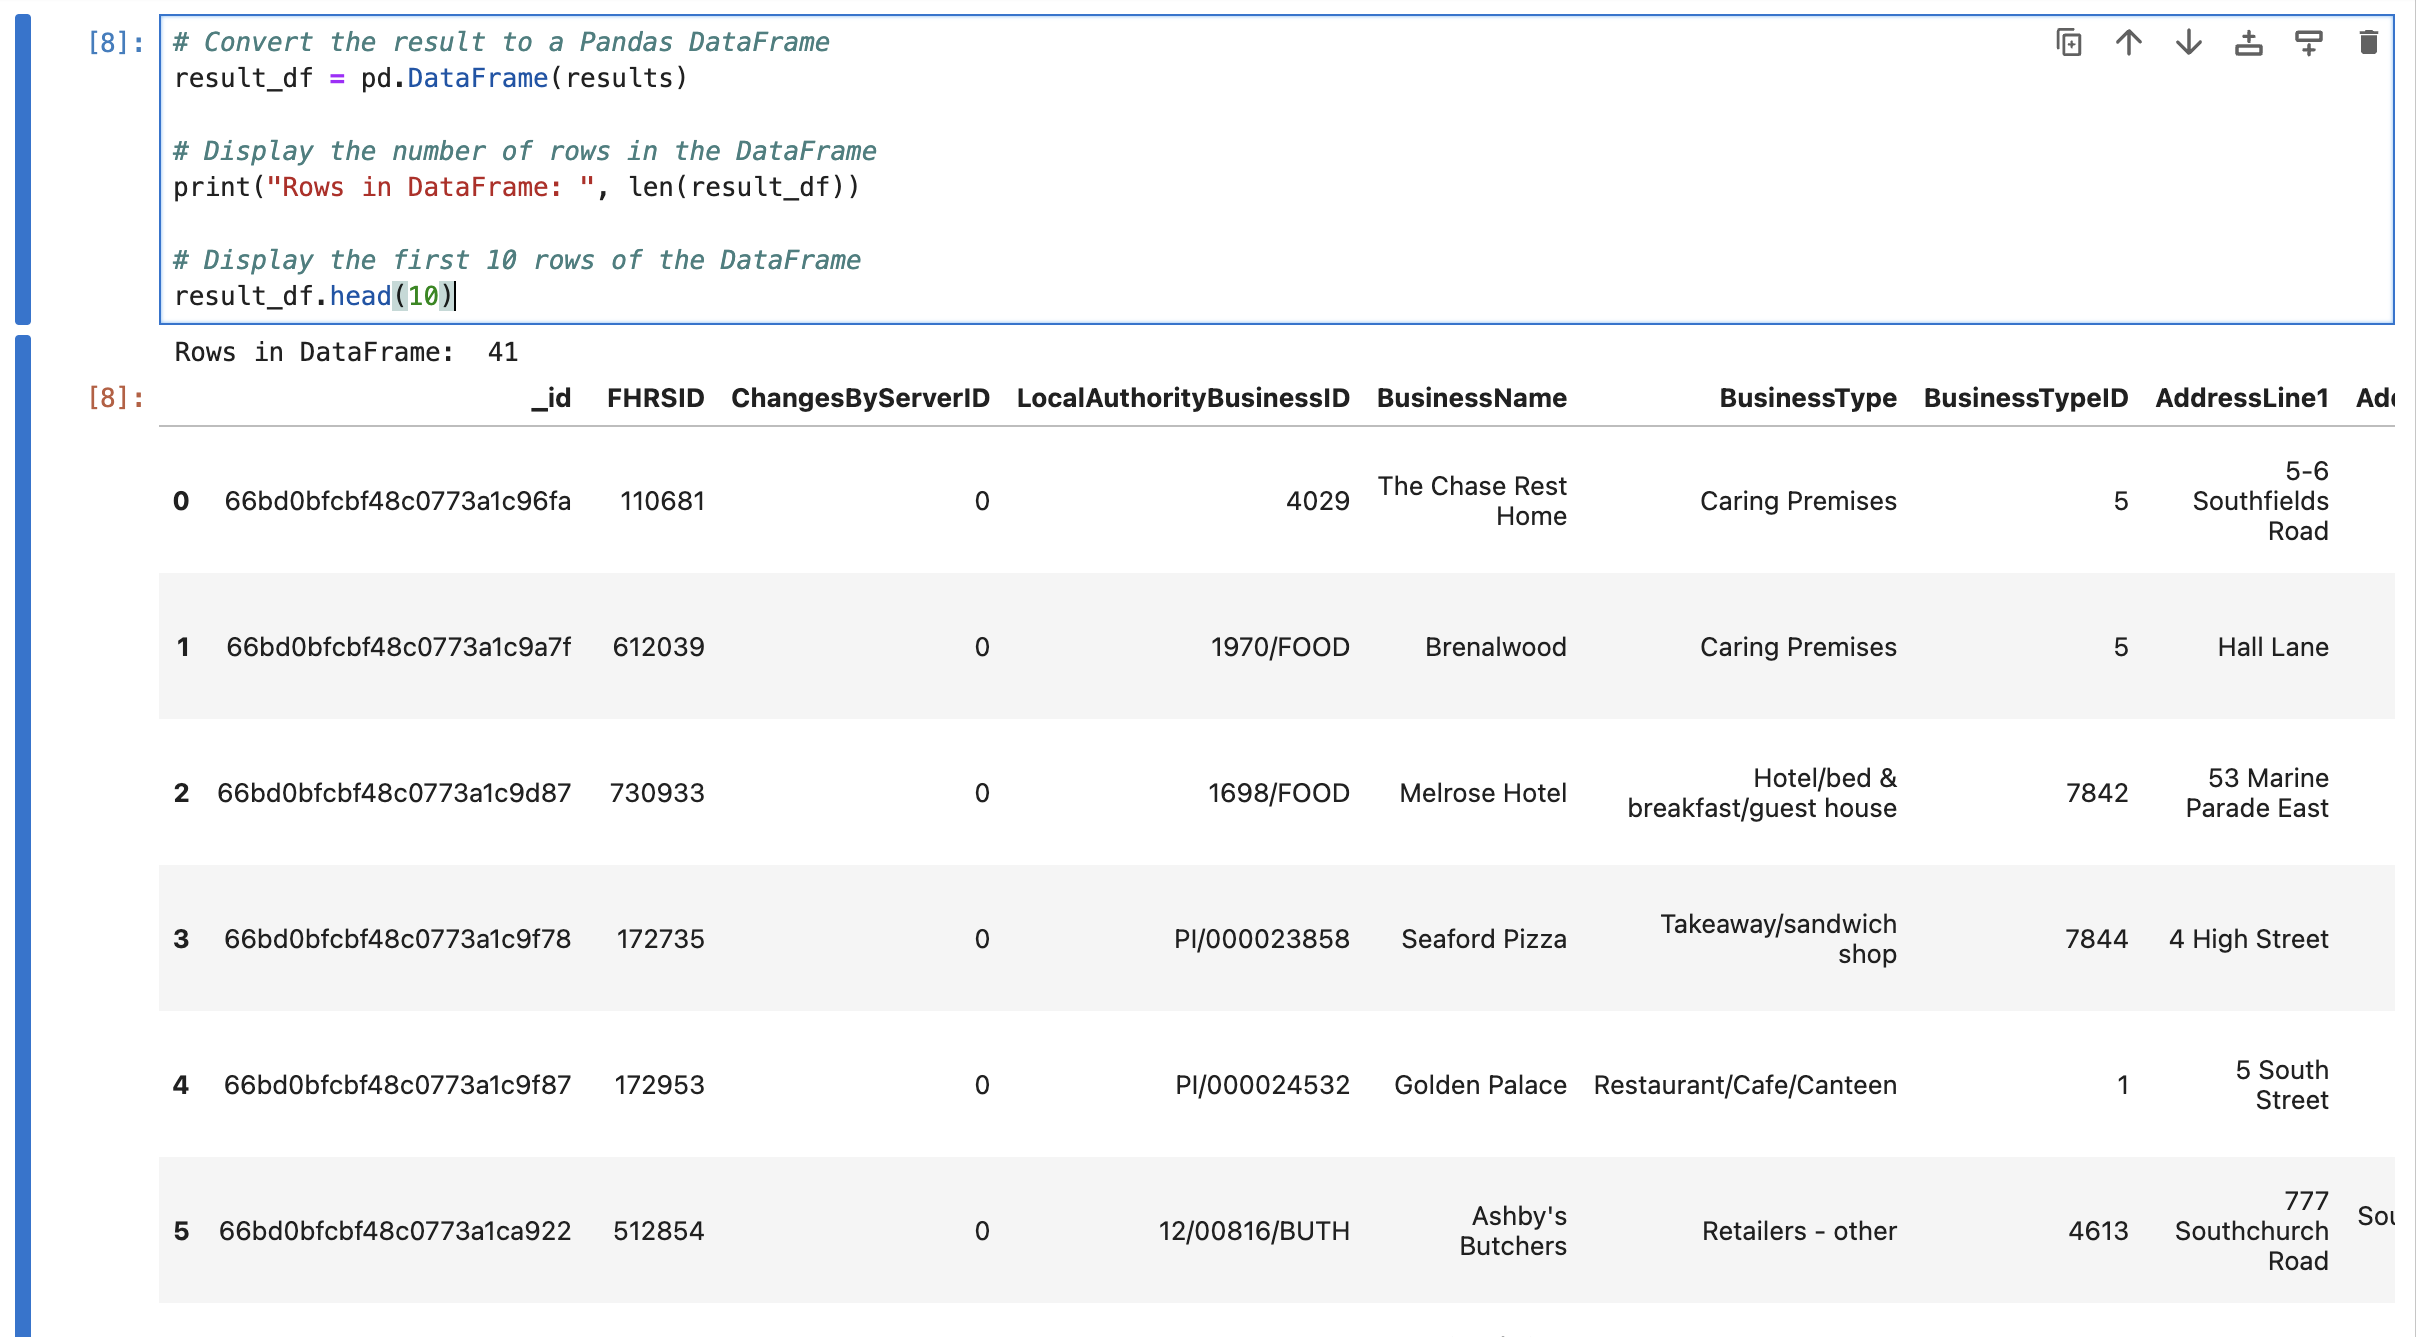 [8]:
# Convert the result to a Pandas DataFrame
result_df = pd.DataFrame(results)
# Display the number of rows in the DataFrame
print("Rows in DataFrame: ", len(result_df))
# Display the first 10 rows of the DataFrame
result_df.head(10)
Rows in DataFrame:  41
[8]:
_id FHRSID ChangesByServerID LocalAuthorityBusinessID BusinessName BusinessType BusinessTypeID AddressLine1
0 66bd0bfcbf48c0773a1c96fa 110681 0 4029 The Chase Rest Home Caring Premises 5 5-6 Southfields Road
1 66bd0bfcbf48c0773a1c9a7f 612039 0 1970/FOOD Brenalwood Caring Premises 5 Hall Lane
2 66bd0bfcbf48c0773a1c9d87 730933 0 1698/FOOD Melrose Hotel Hotel/bed & breakfast/guest house 7842 53 Marine Parade East
3 66bd0bfcbf48c0773a1c9f78 172735 0 PI/000023858 Seaford Pizza Takeaway/sandwich shop 7844 4 High Street
4 66bd0bfcbf48c0773a1c9f87 172953 0 PI/000024532 Golden Palace Restaurant/Cafe/Canteen 1 5 South Street
5 66bd0bfcbf48c0773a1ca922 512854 0 12/00816/BUTH Ashby's Butchers Retailers - other 4613 777 Southchurch Road